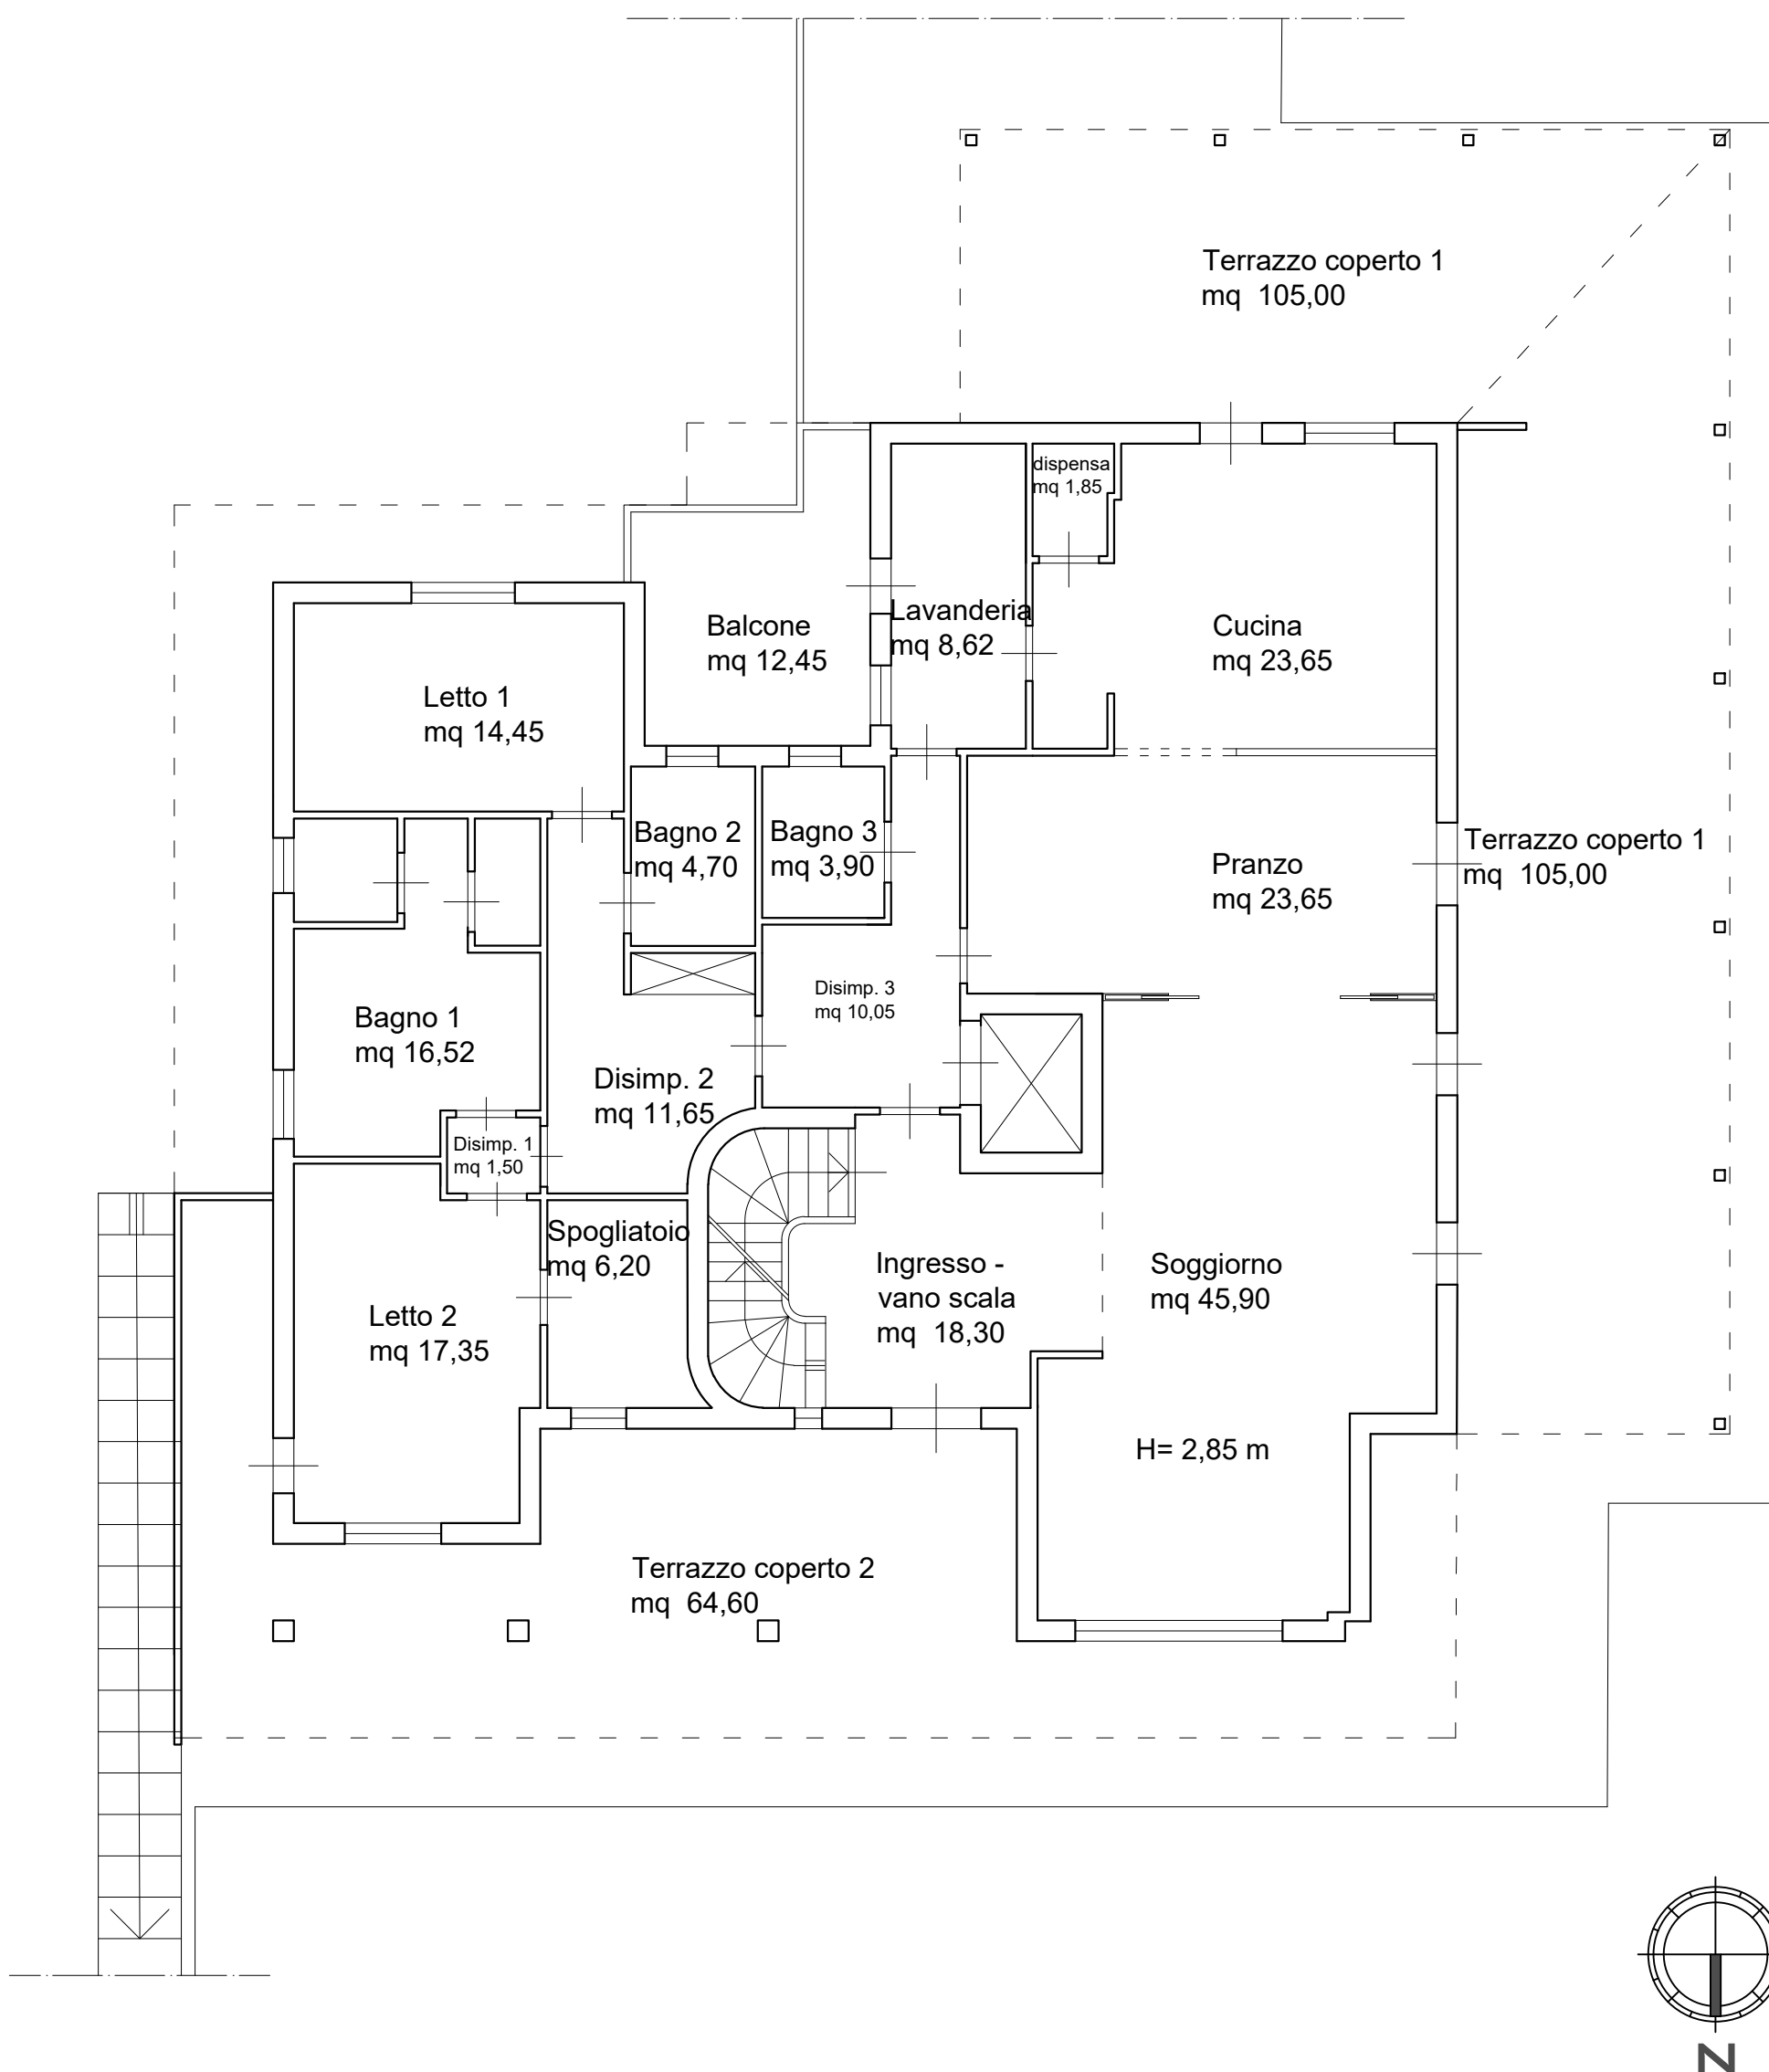 Terrazzo coperto 1
mq  105,00
dispensa
mq 1,85
Lavanderia
mq 8,62
Balcone
mq 12,45
Cucina
mq 23,65
Letto 1
mq 14,45
Bagno 2
mq 4,70
Bagno 3
mq 3,90
Pranzo
mq 23,65
Terrazzo coperto 1
mq  105,00
Disimp. 3
mq 10,05
Bagno 1
mq 16,52
Disimp. 2
mq 11,65
Disimp. 1
mq 1,50
Spogliatoio
mq 6,20
Ingresso -
vano scala
mq  18,30
Soggiorno
mq 45,90
Letto 2
mq 17,35
H= 2,85 m
Terrazzo coperto 2
mq  64,60
N